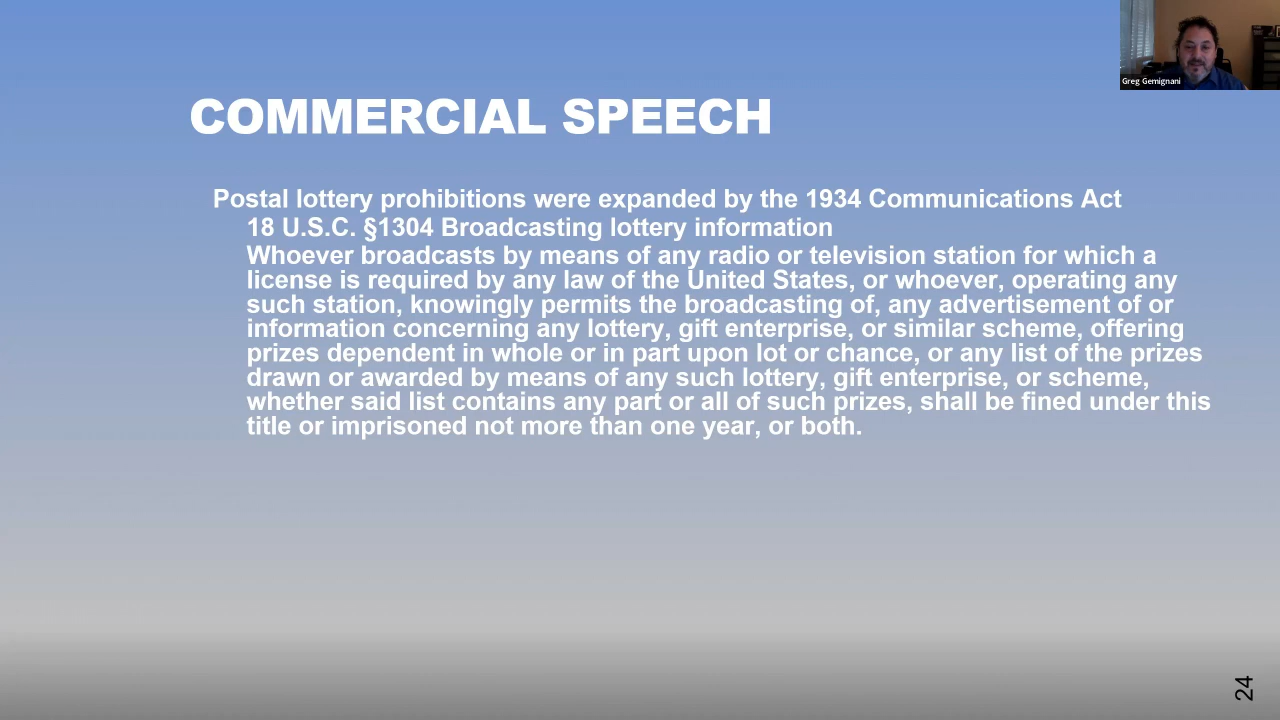 Greg Gemignani
COMMERCIAL SPEECH
Postal lottery prohibitions were expanded by the 1934 Communications Act
18 U.S.C. §1304 Broadcasting lottery information
Whoever broadcasts by means of any radio or television station for which a
license is required by any law of the United States, or whoever, operating any
such station, knowingly permits the broadcasting of, any advertisement of or
information concerning any lottery, gift enterprise, or similar scheme, offering
prizes dependent in whole or in part upon lot or chance, or any list of the prizes
drawn or awarded by means of any such lottery, gift enterprise, or scheme,
whether said list contains any part or all of such prizes, shall be fined under this
title or imprisoned not more than one year, or both.
24